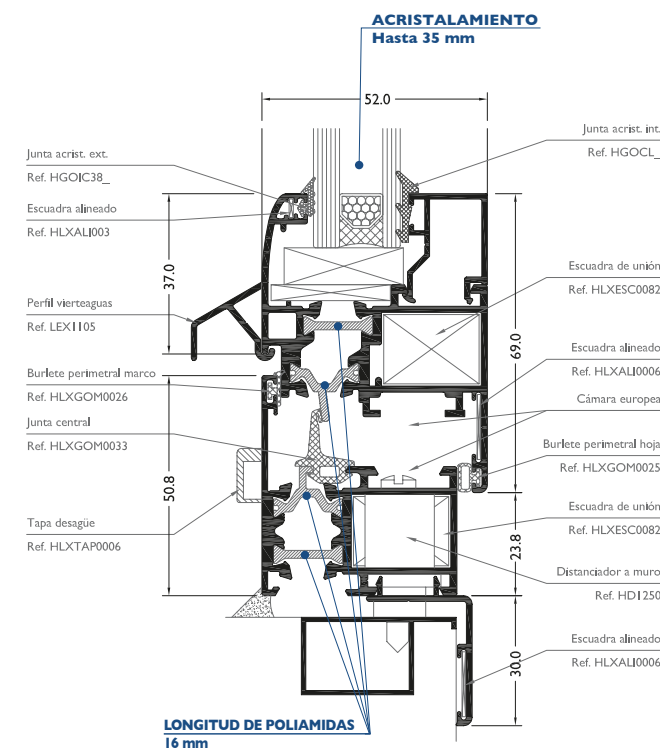 ACRISTALAMIENTO
Hasta 35 mm
52.0
Junta acrist. ext.
Ref. HGOIC38_
Escuadra alineado
Ref. HLXALI003
37.0
Perfil vierteaguas
Ref. LEX1105
Burlete perimetral marco
Ref. HLXGOM0026
Junta central
Ref. HLXGOM0033
50.8
Tapa desagüe
Ref. HLXTAP0006
Junta acrist. int.
Ref. HGOCL_
Escuadra de unión
Ref. HLXESC0082
69.0
Escuadra alineado
Ref. HLXALI0006
Cámara europea
Burlete perimetral hoja
Ref. HLXGOM0025
Escuadra de unión
Ref. HLXESC0082
23.8
Distanciador a muro
Ref. HD1250
Escuadra alineado
Ref. HLXALI0006
30.0
LONGITUD DE POLIAMIDAS
16 mm